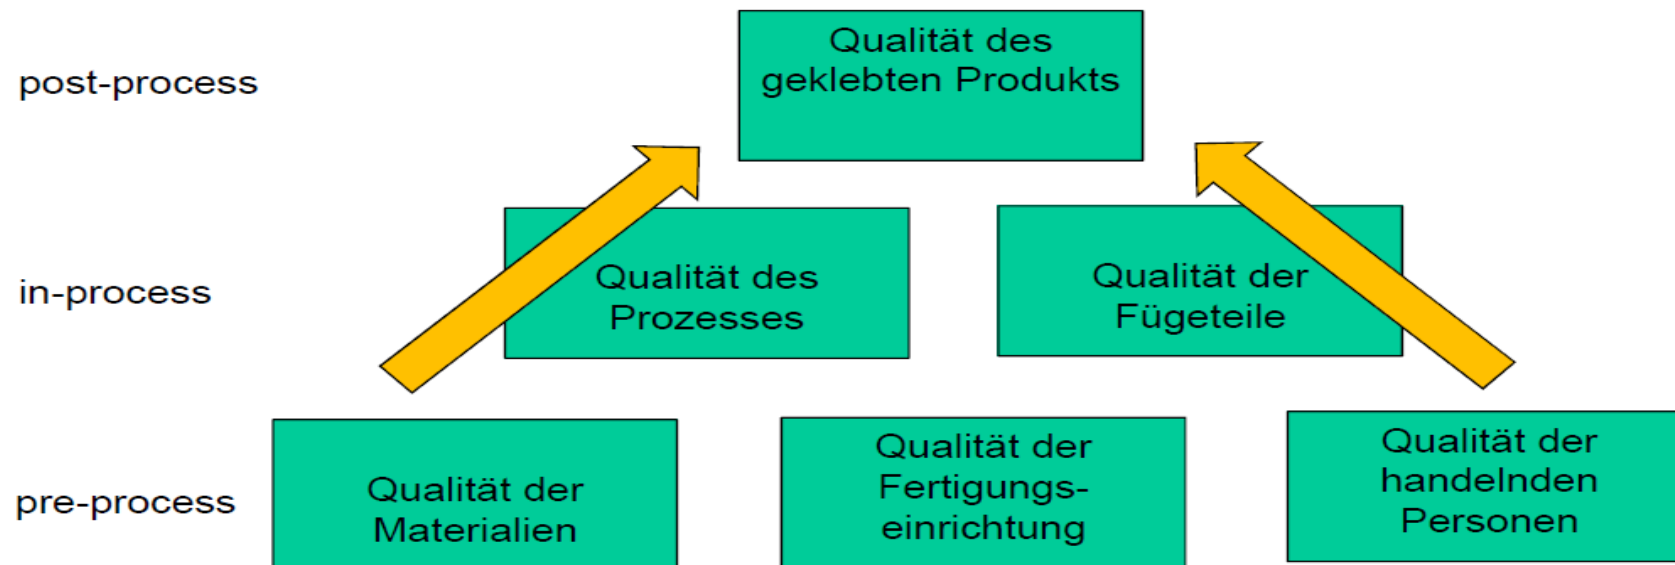 post-process
Qualität des
geklebten Produkts
in-process
Qualität des
Prozesses
Qualität der
Fügeteile
pre-process
Qualität der
Materialien
Qualität der
Fertigungs-
einrichtung
Qualität der
handelnden
Personen